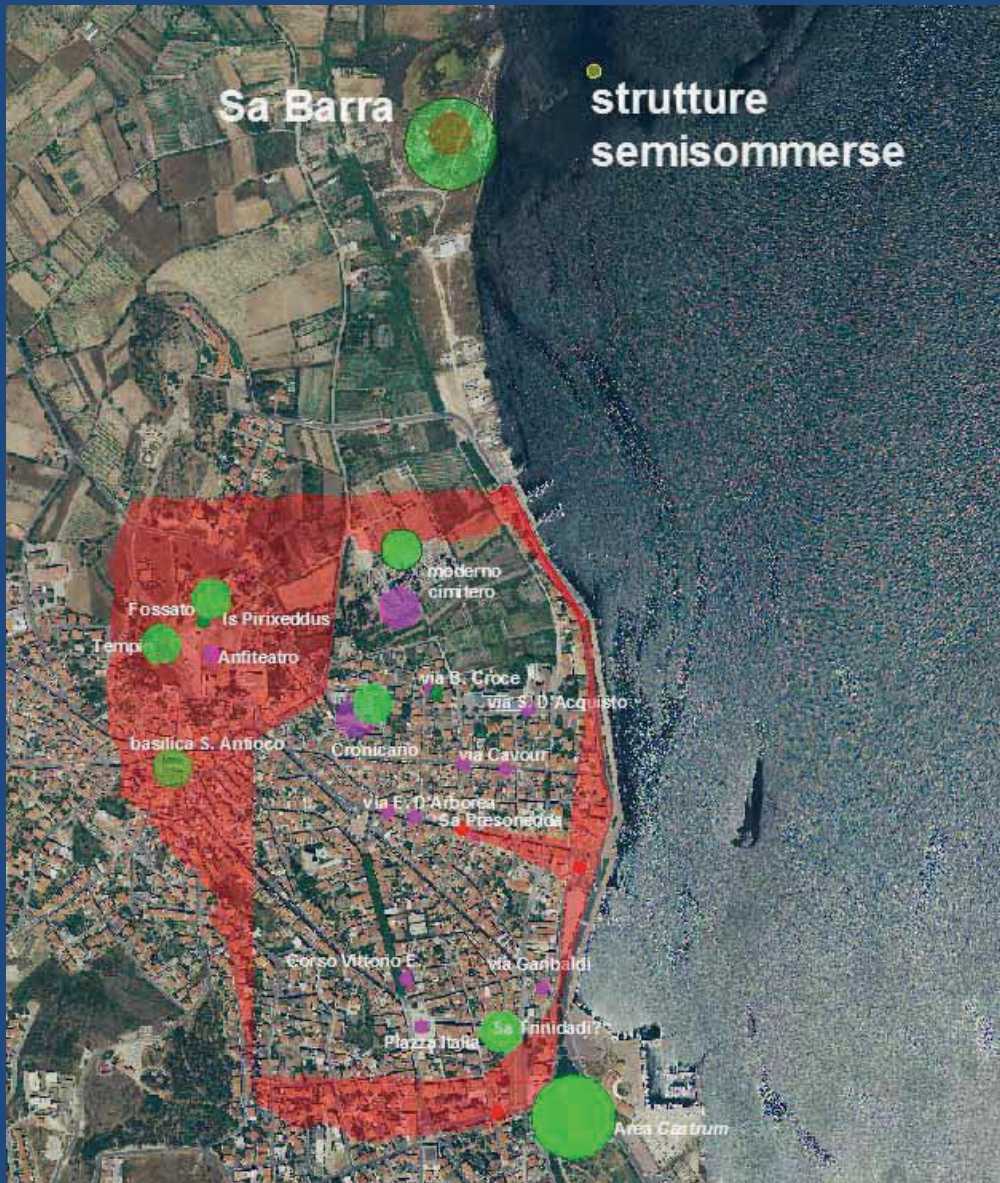 Sa Barra
strutture
semisommerse
moderno
cimitero
Fossato
Is Pirixeddus
Tempio
Anfiteatro
via B. Croce
via S. D'Acquisto
basilica S. Antioco
Cronicario
via Cavour
via E. D'Arborea
Sa Presonedda
Corso Vittorio E.
via Garibaldi
Sa Trinidadi?
Piazza Italia
Area Castrum